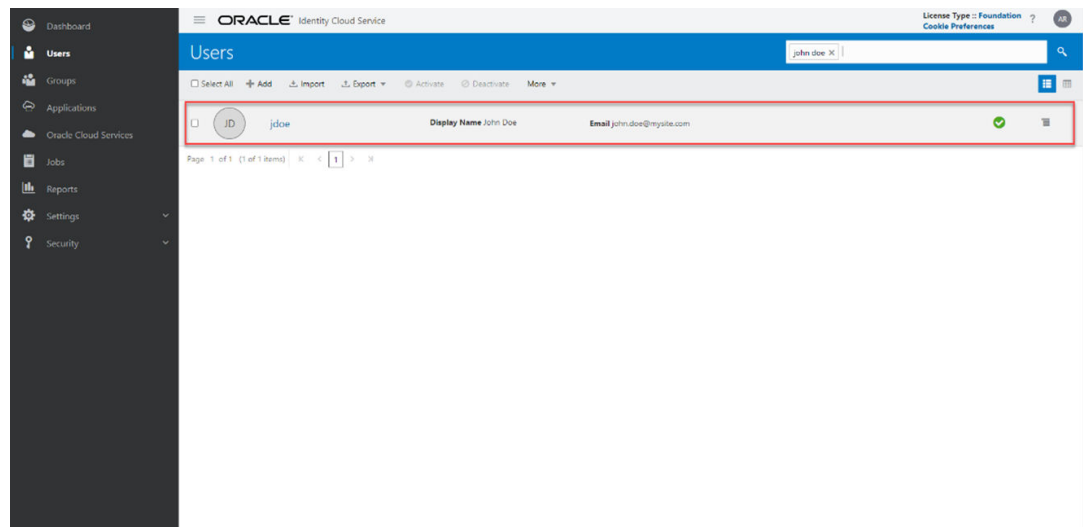 Dashboard
Users
Groups
Applications
Oracle Cloud Services
Jobs
Reports
Settings
Security
ORACLE® Identity Cloud Service
License Type :: Foundation
Cookie Preferences
?
AR
Users
john doe ×
Select All + Add Import Export Activate Deactivate More
JD jdoe Display Name John Doe Email john.doe@mysite.com
Page 1 of 1 (1 of 1 items) K < 1 > Ж